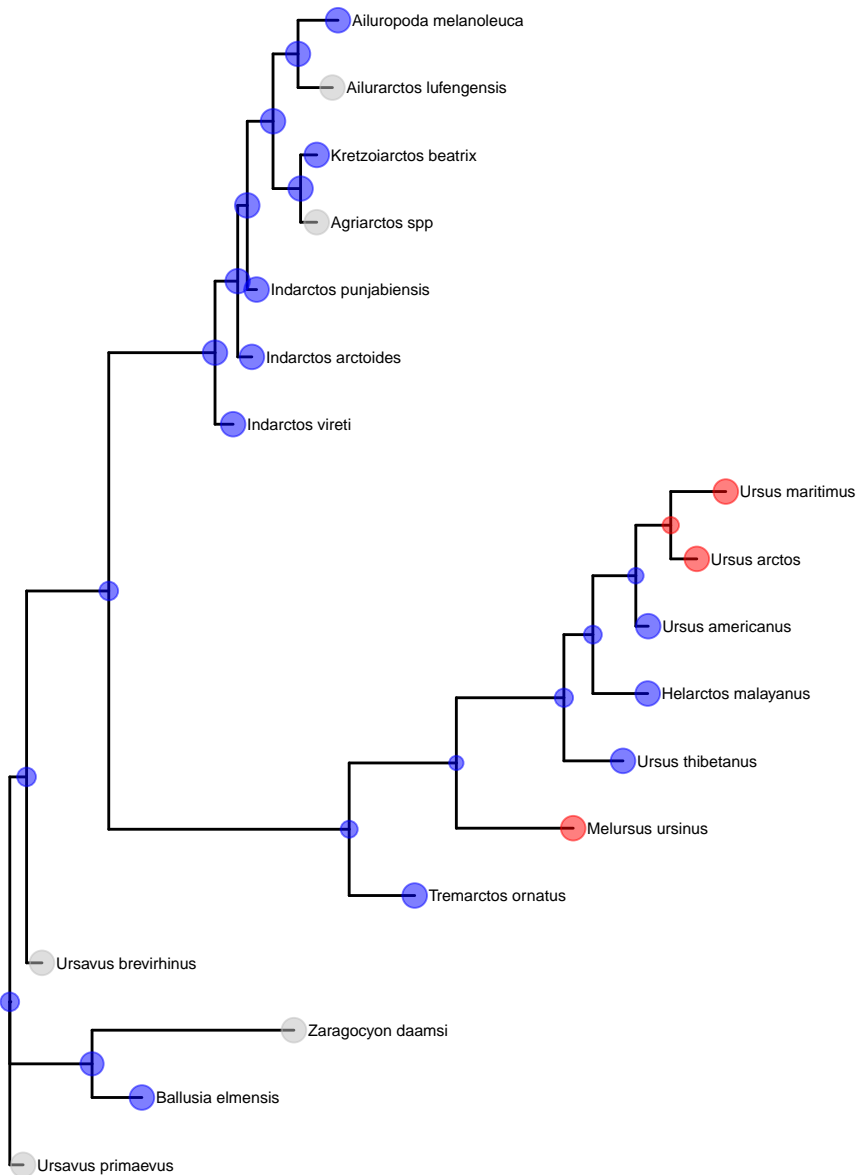 Ailuropoda melanoleuca
Ailurarctos lufengensis
Kretzoiarctos beatrix
Agriarctos spp
Indarctos punjabiensis
Indarctos arctoides
Indarctos vireti
Ursus maritimus
Ursus arctos
Ursus americanus
Helarctos malayanus
Ursus thibetanus
Melursus ursinus
Tremarctos ornatus
Ursavus brevirhinus
Zaragocyon daamsi
Ballusia elmensis
Ursavus primaevus